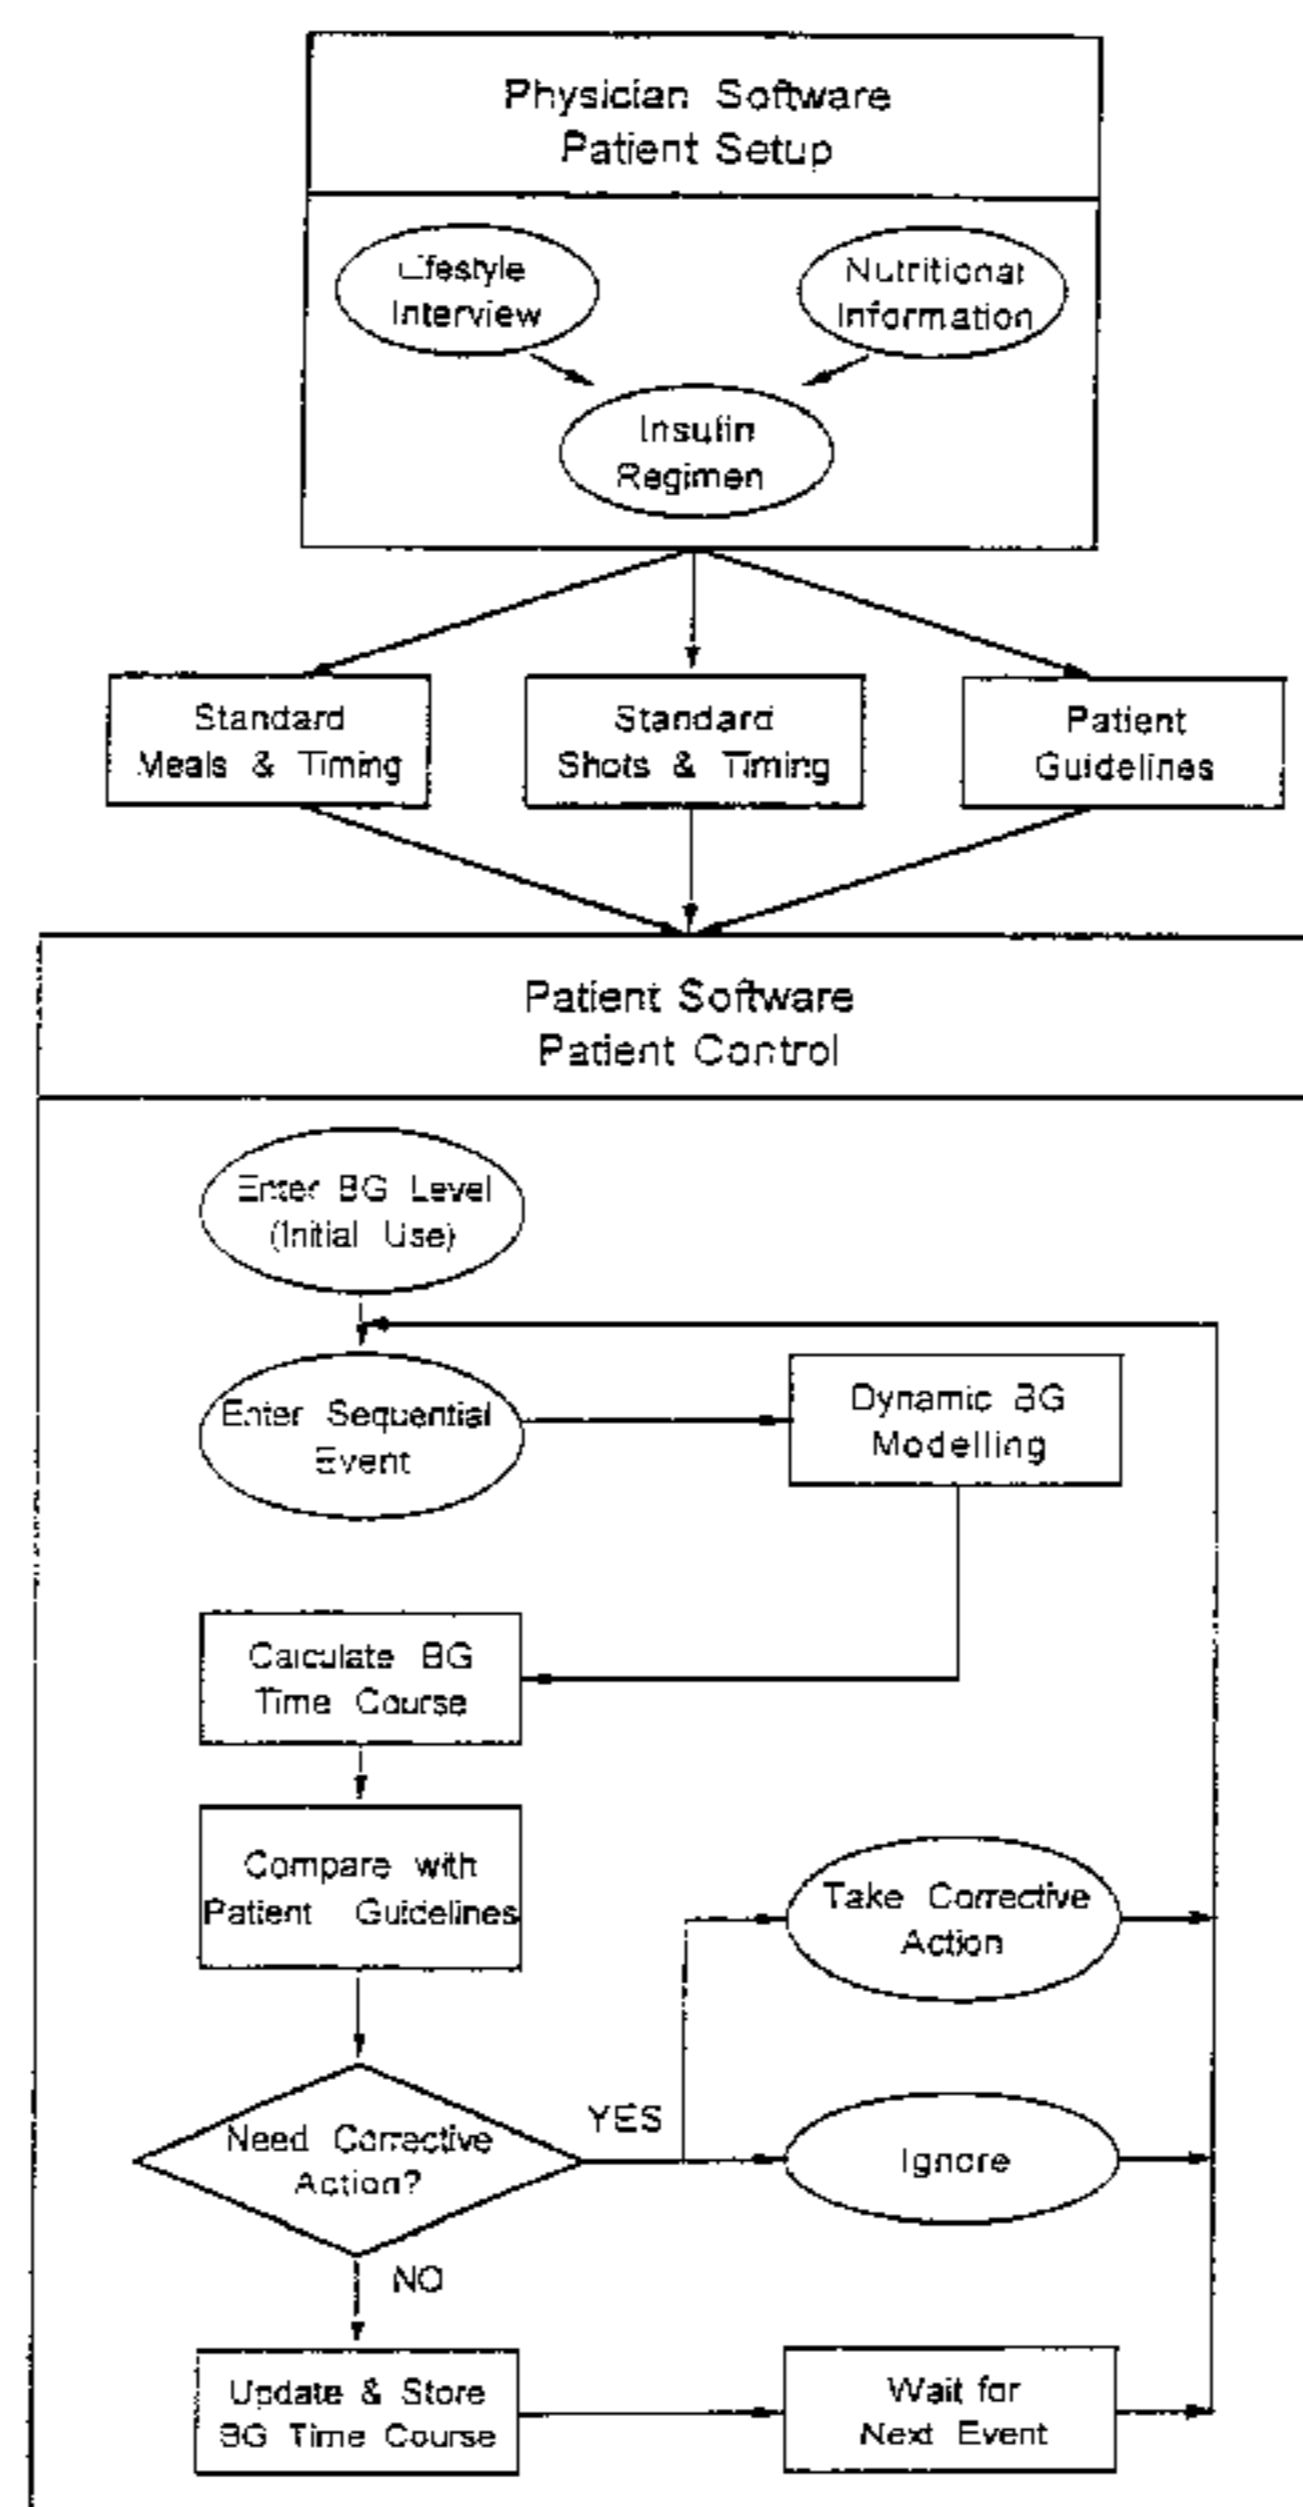 Physician Software
Patient Setup
Lifestyle
Interview
Nutritional
Information
Insulin
Regimen
Standard
Meals & Timing
Standard
Shots & Timing
Patient
Guidelines
Patient Software
Patient Control
Enter BG Level
(Initial Use)
Enter Sequential
Event
Dynamic BG
Modelling
Calculate BG
Time Course
Compare with
Patient Guidelines
Take Corrective
Action
Need Corrective
Action?
YES
Ignore
NO
Update & Store
BG Time Course
Wait for
Next Event